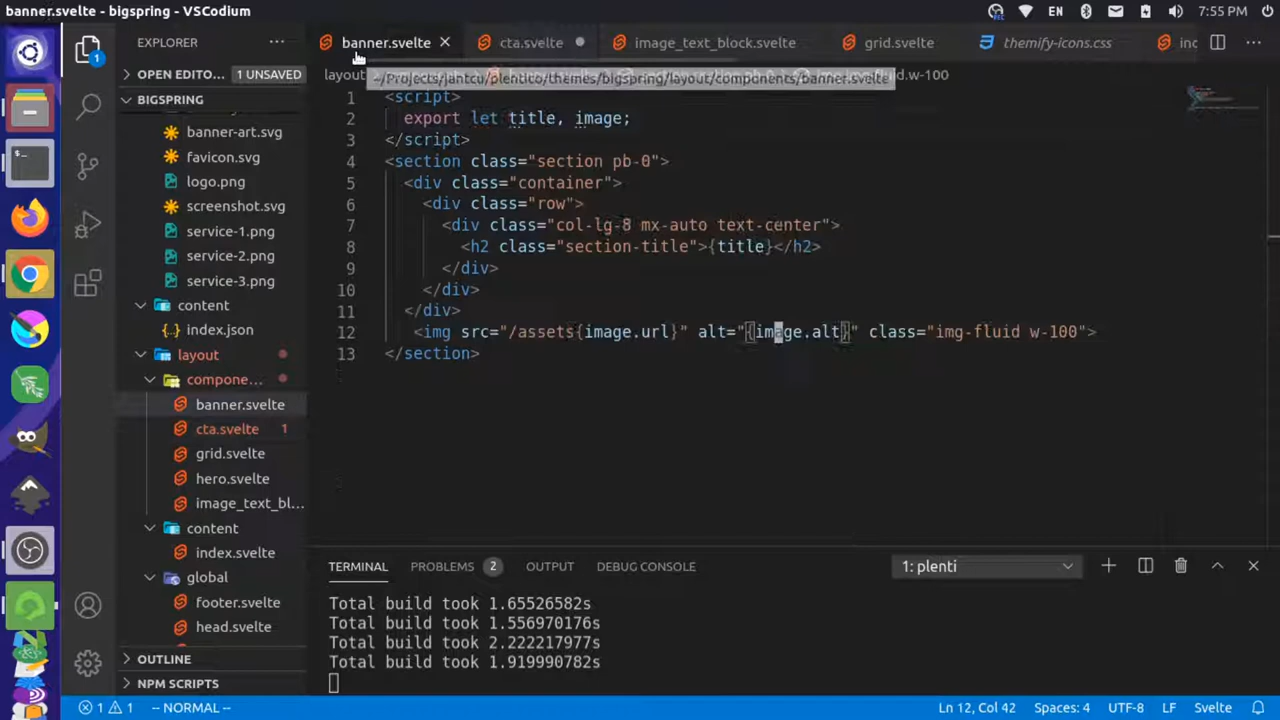 banner.svelte - bigspring - VSCodium
EN
7:55 PM
EXPLORER
banner.svelte
cta.svelte
image_text_block.svelte
grid.svelte
themify-icons.css
OPEN EDITO...
1 UNSAVED
layout
~/Projects/jantcu/plentico/themes/bigspring/layout/components/banner.svelte
d.w-100
BIGSPRING
banner-art.svg
favicon.svg
logo.png
screenshot.svg
service-1.png
service-2.png
service-3.png
content
index.json
layout
compone...
banner.svelte
cta.svelte 1
grid.svelte
hero.svelte
image_text_bl...
content
index.svelte
global
footer.svelte
head.svelte
OUTLINE
NPM SCRIPTS
1 <script>
2 export let title, image;
3 </script>
4 <section class="section pb-0">
5 <div class="container">
6 <div class="row">
7 <div class="col-lg-8 mx-auto text-center">
8 <h2 class="section-title">{title}</h2>
9 </div>
10 </div>
11 </div>
12 <img src="/assets{image.url}" alt="{image.alt}" class="img-fluid w-100">
13 </section>
TERMINAL
PROBLEMS 2
OUTPUT
DEBUG CONSOLE
1: plenti
Total build took 1.65526582s
Total build took 1.556970176s
Total build took 2.222217977s
Total build took 1.919990782s
1 1
-- NORMAL --
Ln 12, Col 42
Spaces: 4
UTF-8
LF
Svelte